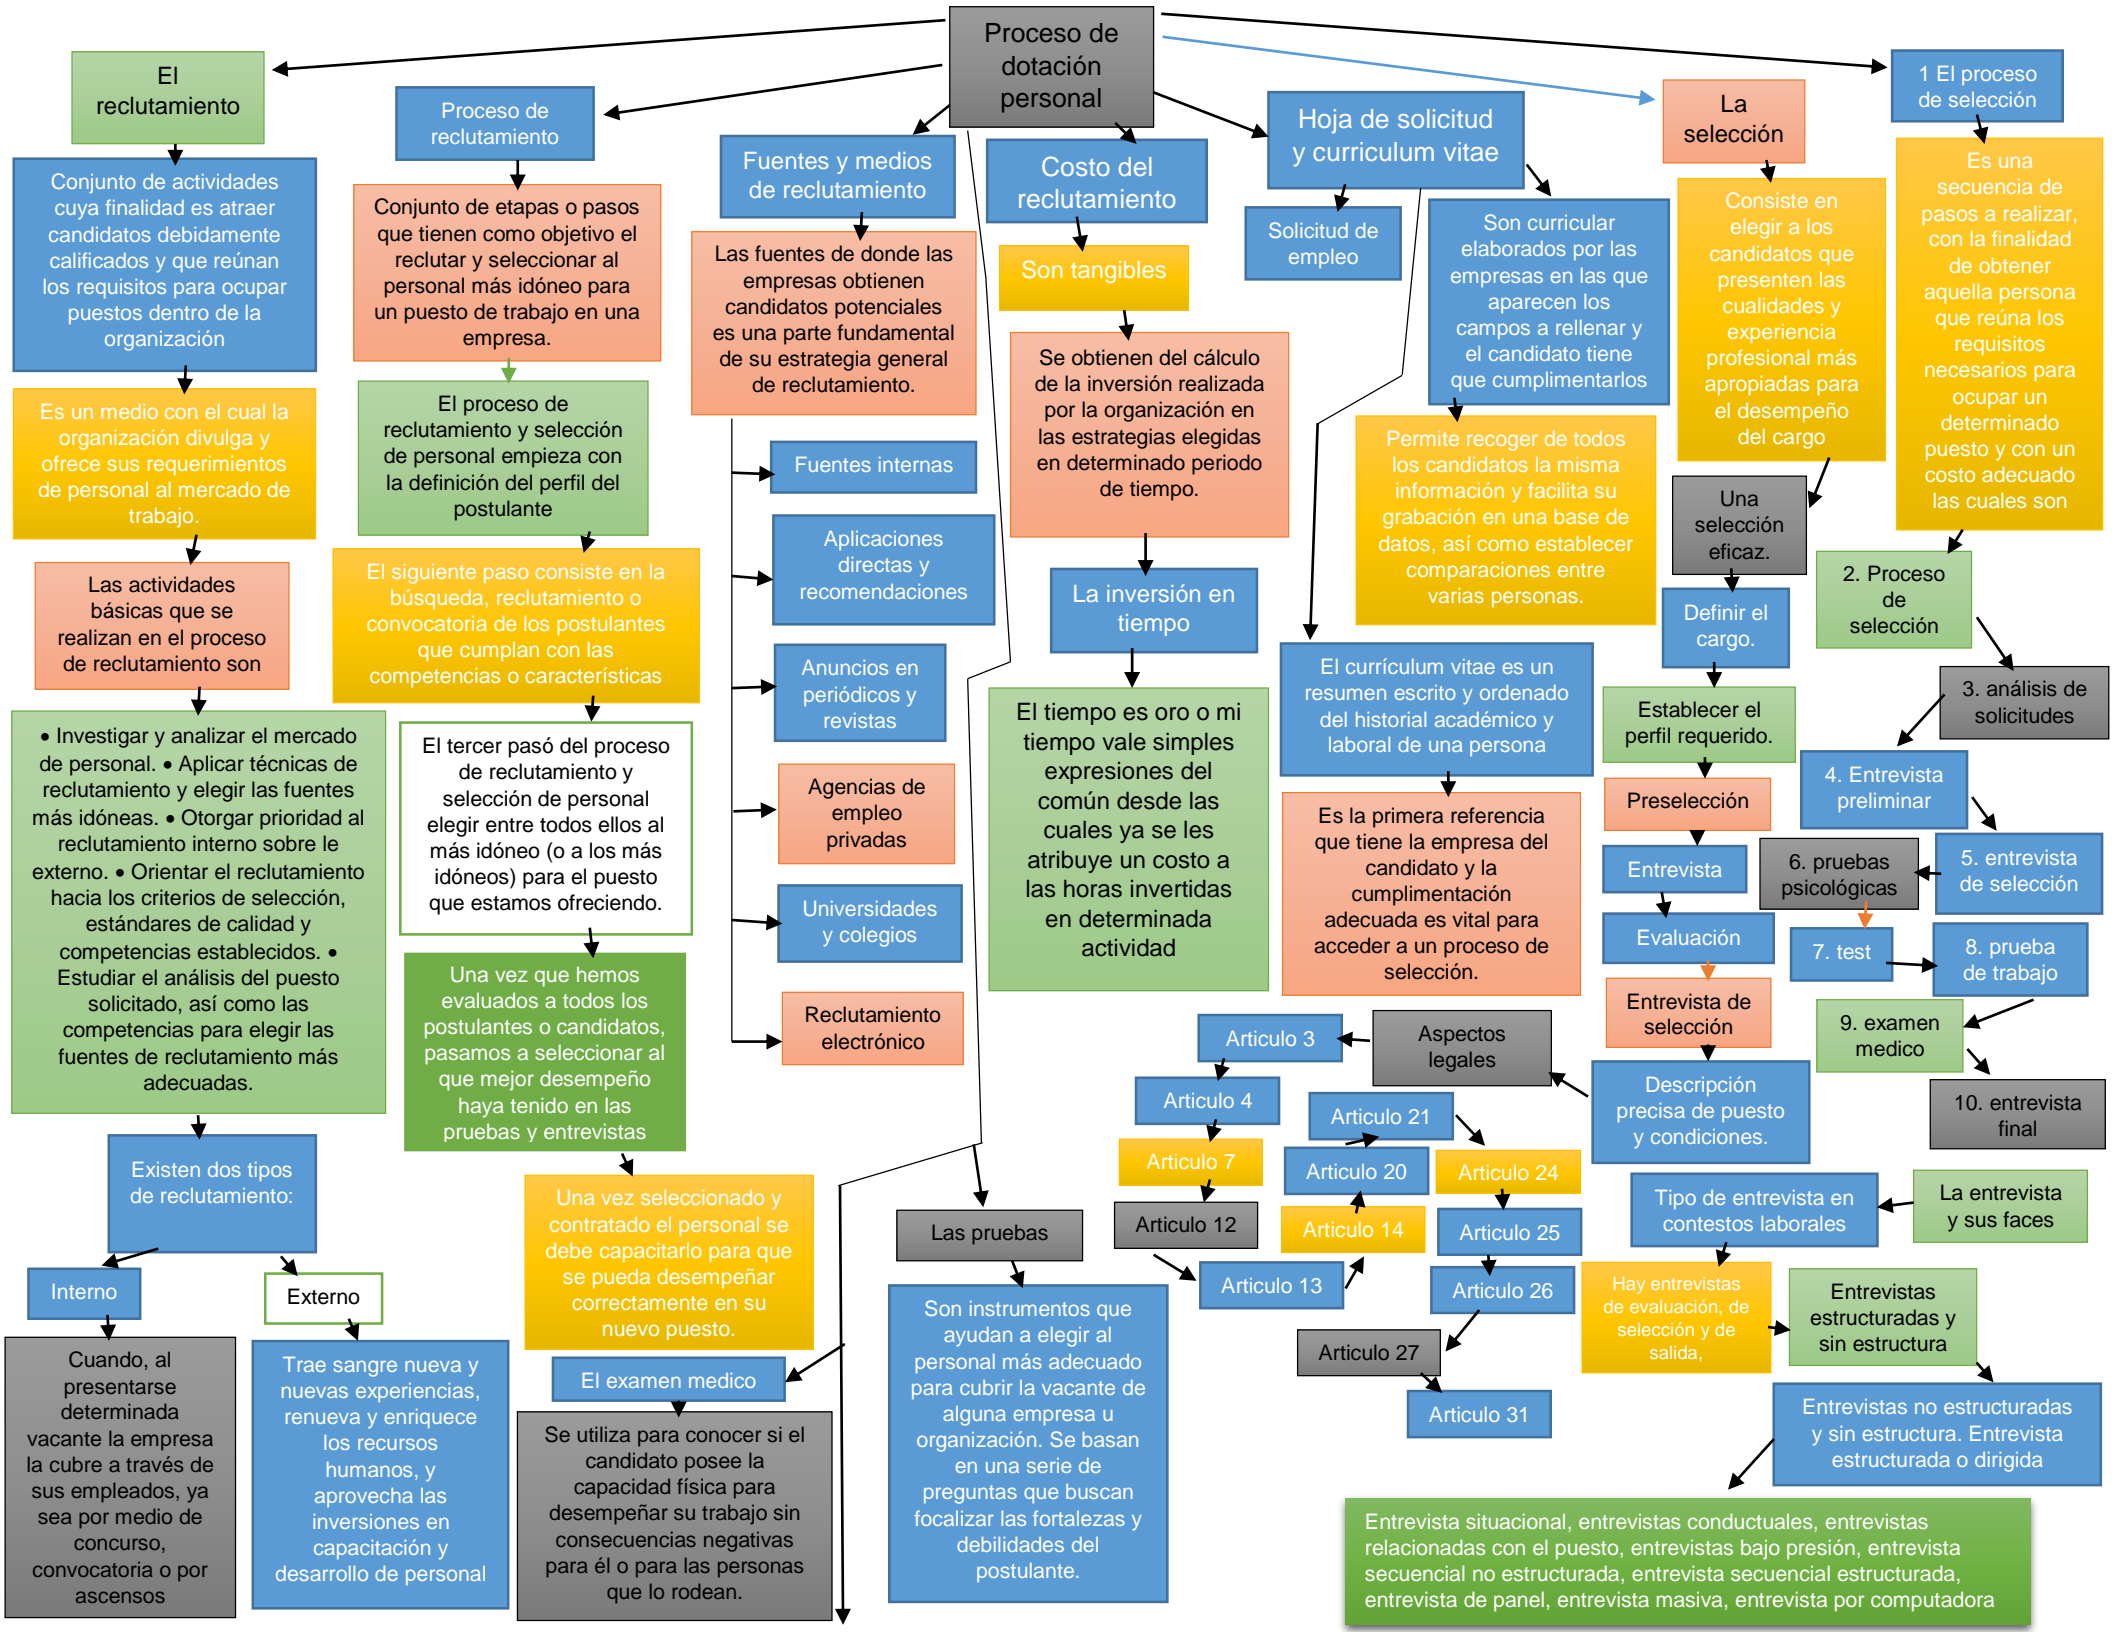 Proceso de
dotación
personal
El
reclutamiento
Conjunto de actividades
cuya finalidad es atraer
candidatos debidamente
calificados y que reúnan
los requisitos para ocupar
puestos dentro de la
organización
Es un medio con el cual la
organización divulga y
ofrece sus requerimientos
de personal al mercado de
trabajo.
Las actividades
básicas que se
realizan en el proceso
de reclutamiento son
• Investigar y analizar el mercado
de personal. • Aplicar técnicas de
reclutamiento y elegir las fuentes
más idóneas. • Otorgar prioridad al
reclutamiento interno sobre le
externo. • Orientar el reclutamiento
hacia los criterios de selección,
estándares de calidad y
competencias establecidos. •
Estudiar el análisis del puesto
solicitado, así como las
competencias para elegir las
fuentes de reclutamiento más
adecuadas.
Existen dos tipos
de reclutamiento:
Interno
Cuando, al
presentarse
determinada
vacante la empresa
la cubre a través de
sus empleados, ya
sea por medio de
concurso,
convocatoria o por
ascensos
Externo
Trae sangre nueva y
nuevas experiencias,
renueva y enriquece
los recursos
humanos, y
aprovecha las
inversiones en
capacitación y
desarrollo de personal
Proceso de
reclutamiento
Conjunto de etapas o pasos
que tienen como objetivo el
reclutar y seleccionar al
personal más idóneo para
un puesto de trabajo en una
empresa.
El proceso de
reclutamiento y selección
de personal empieza con
la definición del perfil del
postulante
El siguiente paso consiste en la
búsqueda, reclutamiento o
convocatoria de los postulantes
que cumplan con las
competencias o características
El tercer pasó del proceso
de reclutamiento y
selección de personal
elegir entre todos ellos al
más idóneo (o a los más
idóneos) para el puesto
que estamos ofreciendo.
Una vez que hemos
evaluados a todos los
postulantes o candidatos,
pasamos a seleccionar al
que mejor desempeño
haya tenido en las
pruebas y entrevistas
Una vez seleccionado y
contratado el personal se
debe capacitarlo para que
se pueda desempeñar
correctamente en su
nuevo puesto.
El examen medico
Se utiliza para conocer si el
candidato posee la
capacidad física para
desempeñar su trabajo sin
consecuencias negativas
para él o para las personas
que lo rodean.
Fuentes y medios
de reclutamiento
Las fuentes de donde las
empresas obtienen
candidatos potenciales
es una parte fundamental
de su estrategia general
de reclutamiento.
Fuentes internas
Aplicaciones
directas y
recomendaciones
Anuncios en
periódicos y
revistas
Agencias de
empleo
privadas
Universidades
y colegios
Reclutamiento
electrónico
Las pruebas
Son instrumentos que
ayudan a elegir al
personal más adecuado
para cubrir la vacante de
alguna empresa u
organización. Se basan
en una serie de
preguntas que buscan
focalizar las fortalezas y
debilidades del
postulante.
Costo del
reclutamiento
Son tangibles
Se obtienen del cálculo
de la inversión realizada
por la organización en
las estrategias elegidas
en determinado periodo
de tiempo.
La inversión en
tiempo
El tiempo es oro o mi
tiempo vale simples
expresiones del
común desde las
cuales ya se les
atribuye un costo a
las horas invertidas
en determinada
actividad
Hoja de solicitud
y curriculum vitae
Solicitud de
empleo
Son curricular
elaborados por las
empresas en las que
aparecen los
campos a rellenar y
el candidato tiene
que cumplimentarlos
Permite recoger de todos
los candidatos la misma
información y facilita su
grabación en una base de
datos, así como establecer
comparaciones entre
varias personas.
El currículum vitae es un
resumen escrito y ordenado
del historial académico y
laboral de una persona
Es la primera referencia
que tiene la empresa del
candidato y la
cumplimentación
adecuada es vital para
acceder a un proceso de
selección.
La
selección
Consiste en
elegir a los
candidatos que
presenten las
cualidades y
experiencia
profesional más
apropiadas para
el desempeño
del cargo
Una
selección
eficaz.
Definir el
cargo.
Establecer el
perfil requerido.
Preselección
Entrevista
Evaluación
Entrevista de
selección
Descripción
precisa de puesto
y condiciones.
Aspectos
legales
Articulo 3
Articulo 4
Articulo 7
Articulo 12
Articulo 13
Articulo 14
Articulo 20
Articulo 21
Articulo 24
Articulo 25
Articulo 26
Articulo 27
Articulo 31
1 El proceso
de selección
Es una
secuencia de
pasos a realizar,
con la finalidad
de obtener
aquella persona
que reúna los
requisitos
necesarios para
ocupar un
determinado
puesto y con un
costo adecuado
las cuales son
2. Proceso
de
selección
3. análisis de
solicitudes
4. Entrevista
preliminar
5. entrevista
de selección
6. pruebas
psicológicas
7. test
8. prueba
de trabajo
9. examen
medico
10. entrevista
final
La entrevista
y sus faces
Tipo de entrevista en
contestos laborales
Hay entrevistas
de evaluación, de
selección y de
salida,
Entrevistas
estructuradas y
sin estructura
Entrevistas no estructuradas
y sin estructura. Entrevista
estructurada o dirigida
Entrevista situacional, entrevistas conductuales, entrevistas
relacionadas con el puesto, entrevistas bajo presión, entrevista
secuencial no estructurada, entrevista secuencial estructurada,
entrevista de panel, entrevista masiva, entrevista por computadora